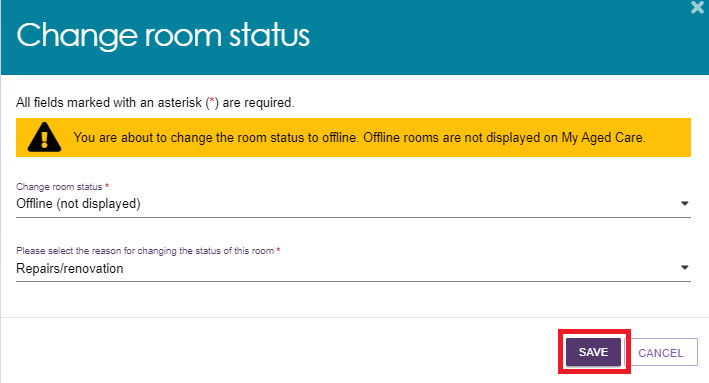 Change room status
All fields marked with an asterisk (*) are required.
You are about to change the room status to offline. Offline rooms are not displayed on My Aged Care.
Change room status *
Offline (not displayed)
Please select the reason for changing the status of this room *
Repairs/renovation
SAVE CANCEL